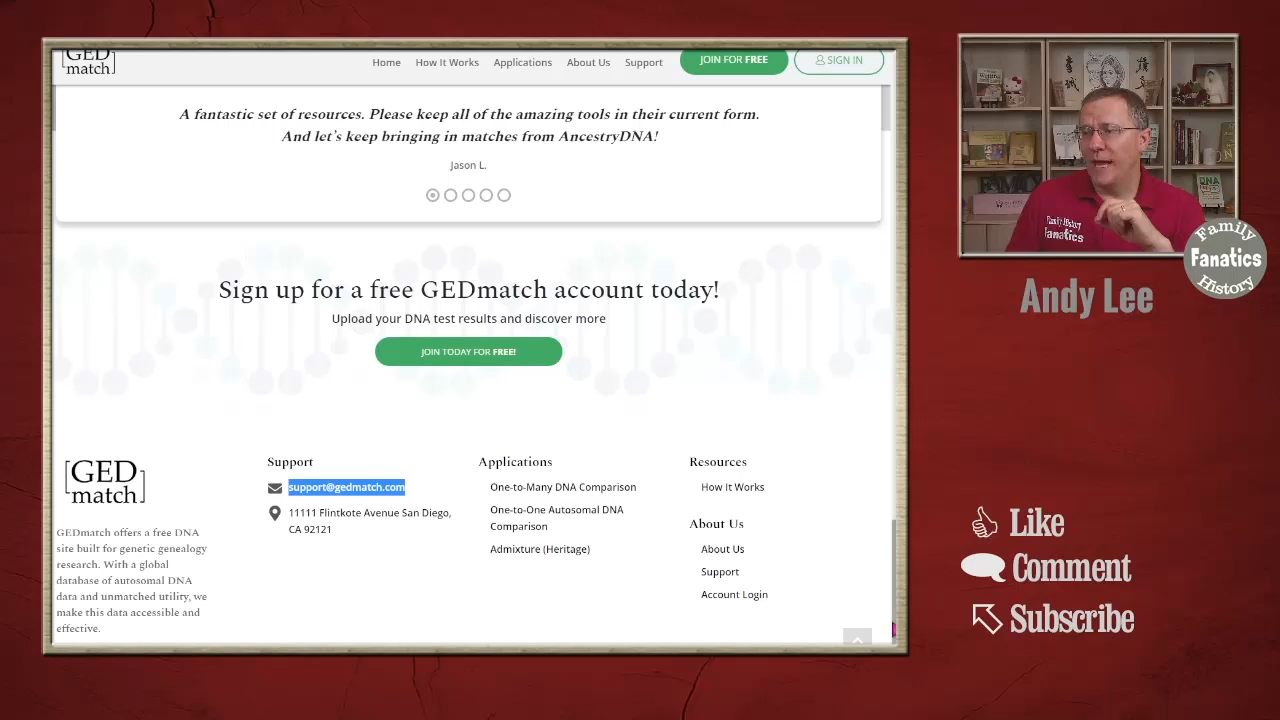 [GED
match]
Home
How It Works
Applications
About Us
Support
JOIN FOR FREE
SIGN IN
A fantastic set of resources. Please keep all of the amazing tools in their current form.
And let's keep bringing in matches from AncestryDNA!
Jason L.
Sign up for a free GEDmatch account today!
Upload your DNA test results and discover more
JOIN TODAY FOR FREE!
[GED
match]
GEDmatch offers a free DNA
site built for genetic genealogy
research. With a global
database of autosomal DNA
data and unmatched utility, we
make this data accessible and
effective.
Support
support@gedmatch.com
11111 Flintkote Avenue San Diego,
CA 92121
Applications
One-to-Many DNA Comparison
One-to-One Autosomal DNA
Comparison
Admixture (Heritage)
Resources
How It Works
About Us
About Us
Support
Account Login
Family History
Fanatics
Family
Fanatics
History
Andy Lee
Like
Comment
Subscribe